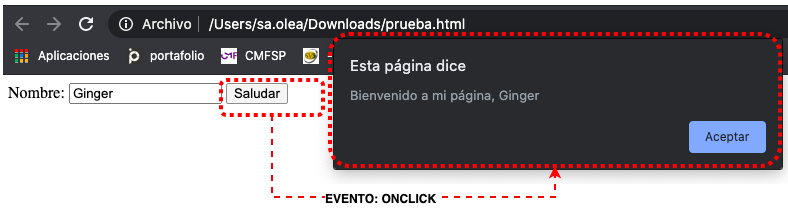 Archivo | /Users/sa.olea/Downloads/prueba.html
Aplicaciones portafolio CMFSP
Esta página dice
Bienvenido a mi página, Ginger
Nombre: Ginger Saludar
Aceptar
EVENTO: ONCLICK